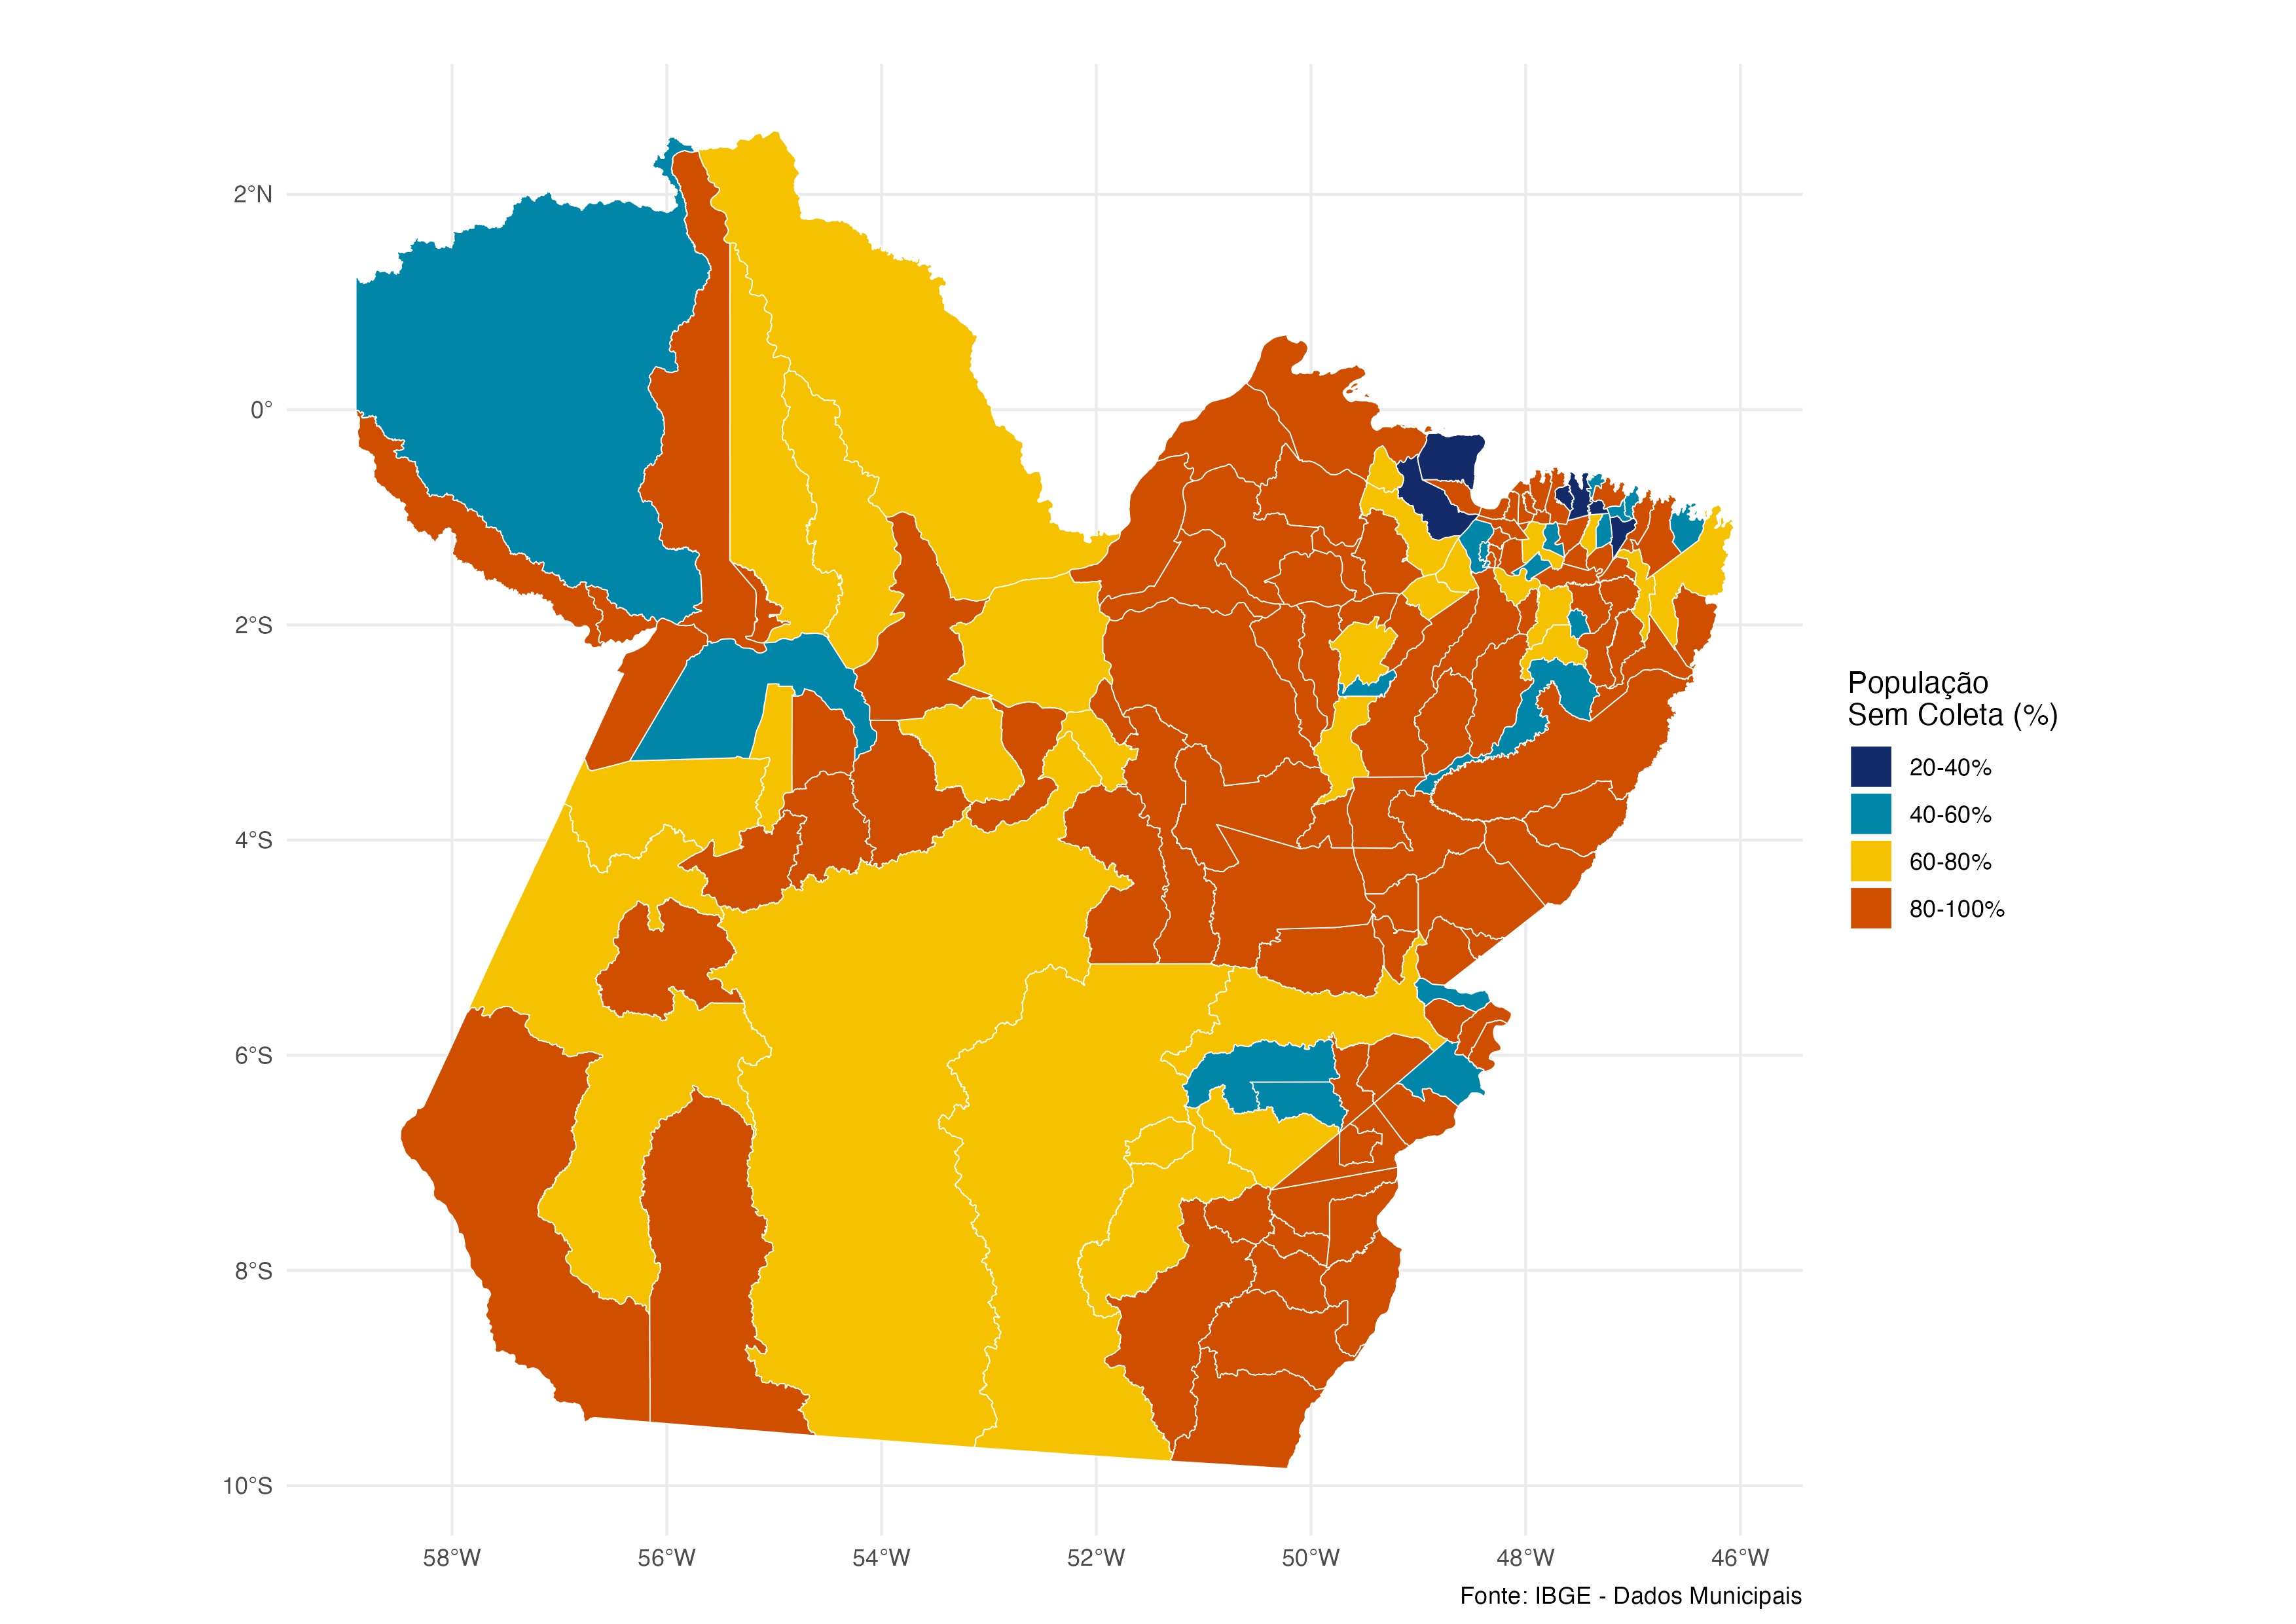 2°N
0°
2°S
4°S
6°S
8°S
10°S
58°W
56°W
54°W
52°W
50°W
48°W
46°W
População
Sem Coleta (%)
20-40%
40-60%
60-80%
80-100%
Fonte: IBGE - Dados Municipais